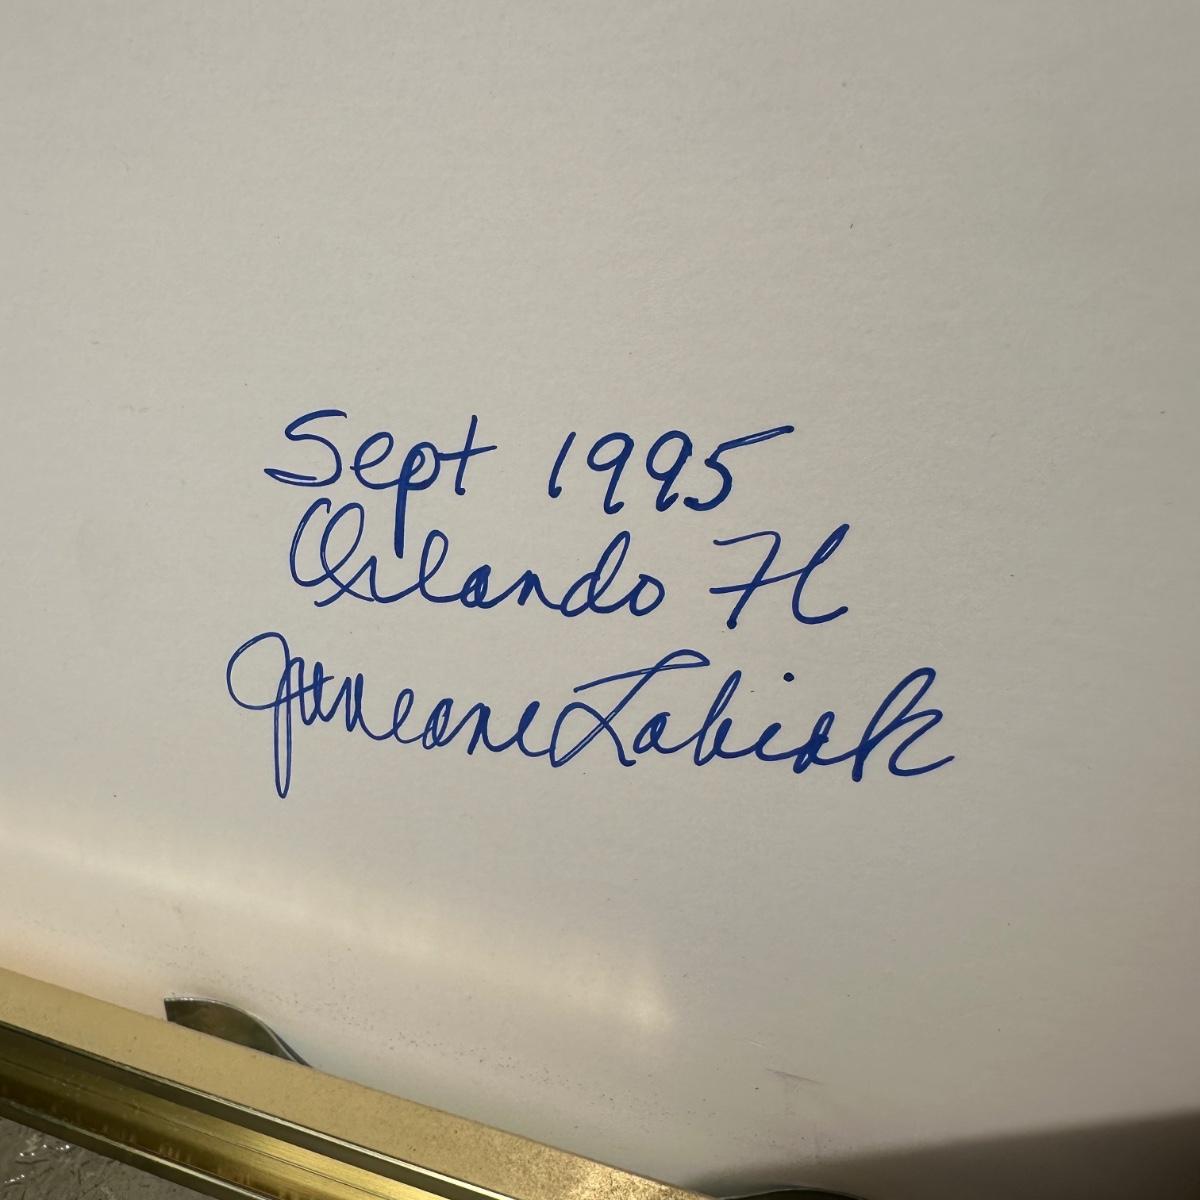 Sept 1995
Orlando Fl
Labiak